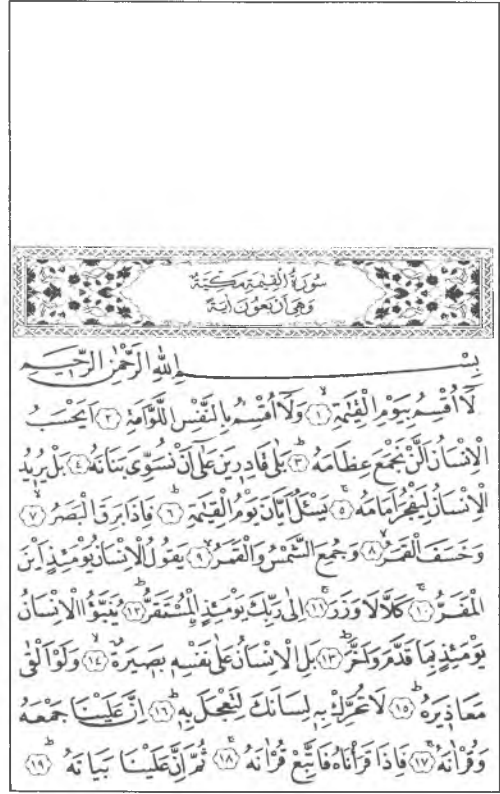 سُورَةُ الْقِيٰمَةِ مَكِّيَّةٌ
وَهِيَ اَرْبَعُونَ اٰيَةً
بِسْمِ اللّٰهِ الرَّحْمٰنِ الرَّحِيمِ
لَٓا اُقْسِمُ بِيَوْمِ الْقِيٰمَةِۙ ﴿١﴾ وَلَٓا اُقْسِمُ بِالنَّفْسِ اللَّوَّامَةِۜ ﴿٢﴾ اَيَحْسَبُ
الْاِنْسَانُ اَلَّنْ نَجْمَعَ عِظَامَهُۜ ﴿٣﴾ بَلٰى قَادِر۪ينَ عَلٰٓى اَنْ نُسَوِّيَ بَنَانَهُ ﴿٤﴾ بَلْ يُر۪يدُ
الْاِنْسَانُ لِيَفْجُرَ اَمَامَهُۚ ﴿٥﴾ يَسْـَٔلُ اَيَّانَ يَوْمُ الْقِيٰمَةِۜ ﴿٦﴾ فَاِذَا بَرِقَ الْبَصَرُۙ ﴿٧﴾
وَخَسَفَ الْقَمَرُۙ ﴿٨﴾ وَجُمِعَ الشَّمْسُ وَالْقَمَرُۙ ﴿٩﴾ يَقُولُ الْاِنْسَانُ يَوْمَئِذٍ اَيْنَ
الْمَفَرُّۚ ﴿١٠﴾ كَلَّا لَا وَزَرَۜ ﴿١١﴾ اِلٰى رَبِّكَ يَوْمَئِذٍ الْمُسْتَقَرُّۜ ﴿١٢﴾ يُنَبَّؤُا الْاِنْسَانُ
يَوْمَئِذٍ بِمَا قَدَّمَ وَاَخَّرَۜ ﴿١٣﴾ بَلِ الْاِنْسَانُ عَلٰى نَفْسِه۪ بَص۪يرَةٌۙ ﴿١٤﴾ وَلَوْ اَلْقٰى
مَعَاذ۪يرَهُۜ ﴿١٥﴾ لَا تُحَرِّكْ بِه۪ لِسَانَكَ لِتَعْجَلَ بِه۪ۜ ﴿١٦﴾ اِنَّ عَلَيْنَا جَمْعَهُ
وَقُرْاٰنَهُۚ ﴿١٧﴾ فَاِذَا قَرَأْنَاهُ فَاتَّبِعْ قُرْاٰنَهُۚ ﴿١٨﴾ ثُمَّ اِنَّ عَلَيْنَا بَيَانَهُۜ ﴿١٩﴾